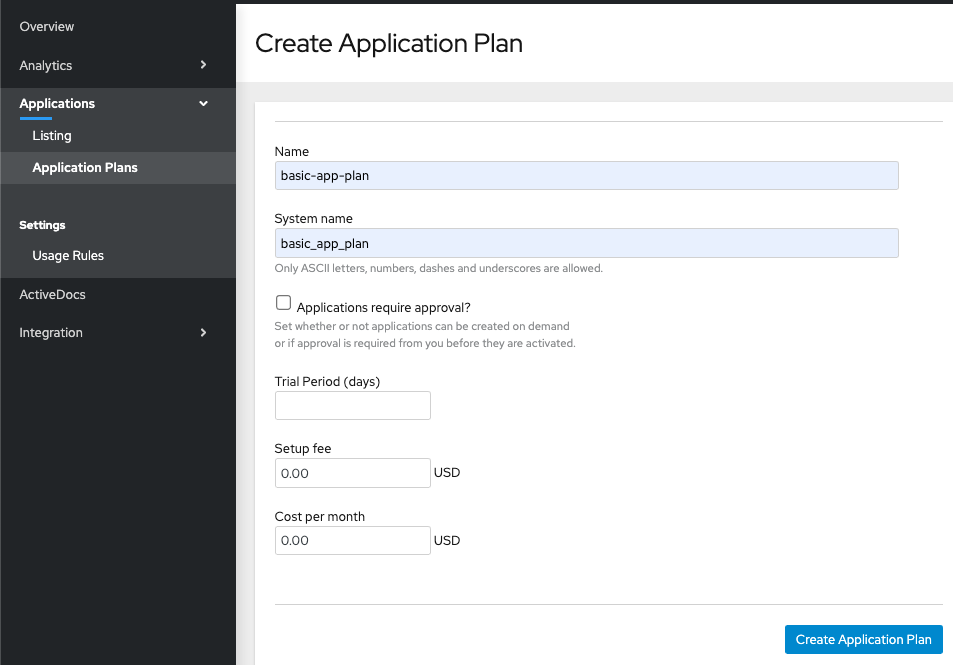 Overview
Analytics
Applications
Listing
Application Plans
Settings
Usage Rules
ActiveDocs
Integration
Create Application Plan
Name
basic-app-plan
System name
basic_app_plan
Only ASCII letters, numbers, dashes and underscores are allowed.
Applications require approval?
Set whether or not applications can be created on demand
or if approval is required from you before they are activated.
Trial Period (days)
Setup fee
0.00 USD
Cost per month
0.00 USD
Create Application Plan